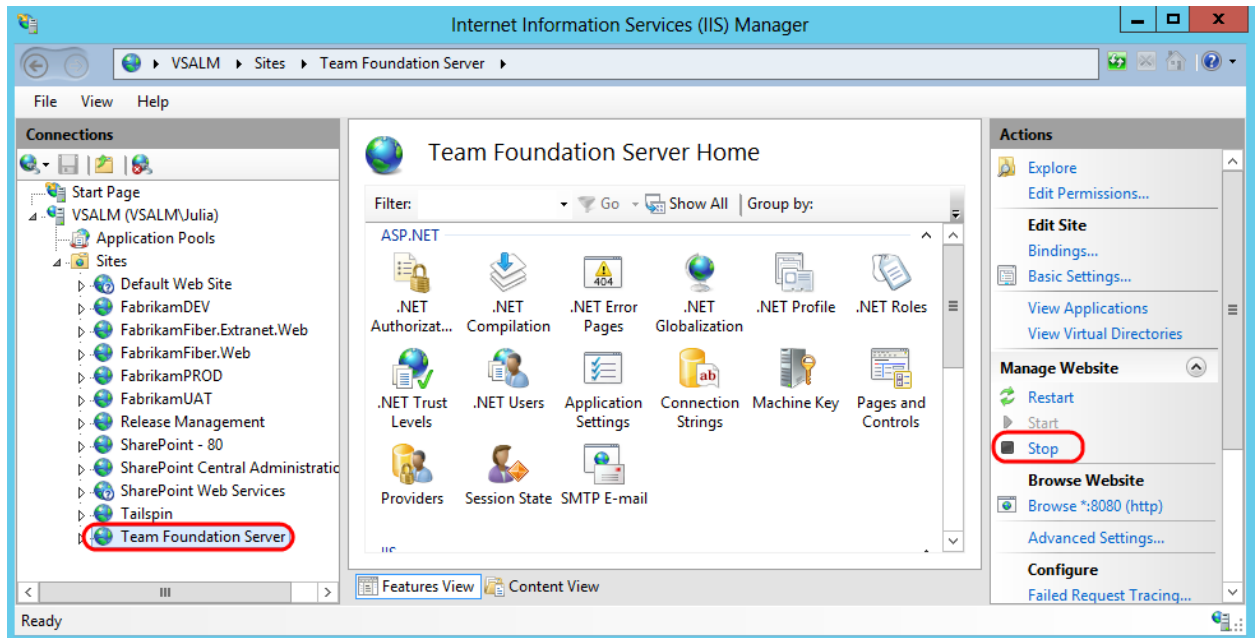 Internet Information Services (IIS) Manager
VSALM Sites Team Foundation Server
File View Help
Connections
Start Page
VSALM (VSALM\Julia)
Application Pools
Sites
Default Web Site
FabrikamDEV
FabrikamFiber.Extranet.Web
FabrikamFiber.Web
FabrikamPROD
FabrikamUAT
Release Management
SharePoint - 80
SharePoint Central Administratic
SharePoint Web Services
Tailspin
Team Foundation Server
Team Foundation Server Home
Filter: Go Show All Group by:
ASP.NET
.NET Authorizat...
.NET Compilation
404
.NET Error Pages
.NET Globalization
.NET Profile
.NET Roles
.NET Trust Levels
.NET Users
Application Settings
ab
Connection Strings
Machine Key
Pages and Controls
Providers
Session State
SMTP E-mail
IIS
Features View Content View
Actions
Explore
Edit Permissions...
Edit Site
Bindings...
Basic Settings...
View Applications
View Virtual Directories
Manage Website
Restart
Start
Stop
Browse Website
Browse *:8080 (http)
Advanced Settings...
Configure
Failed Request Tracing...
Ready